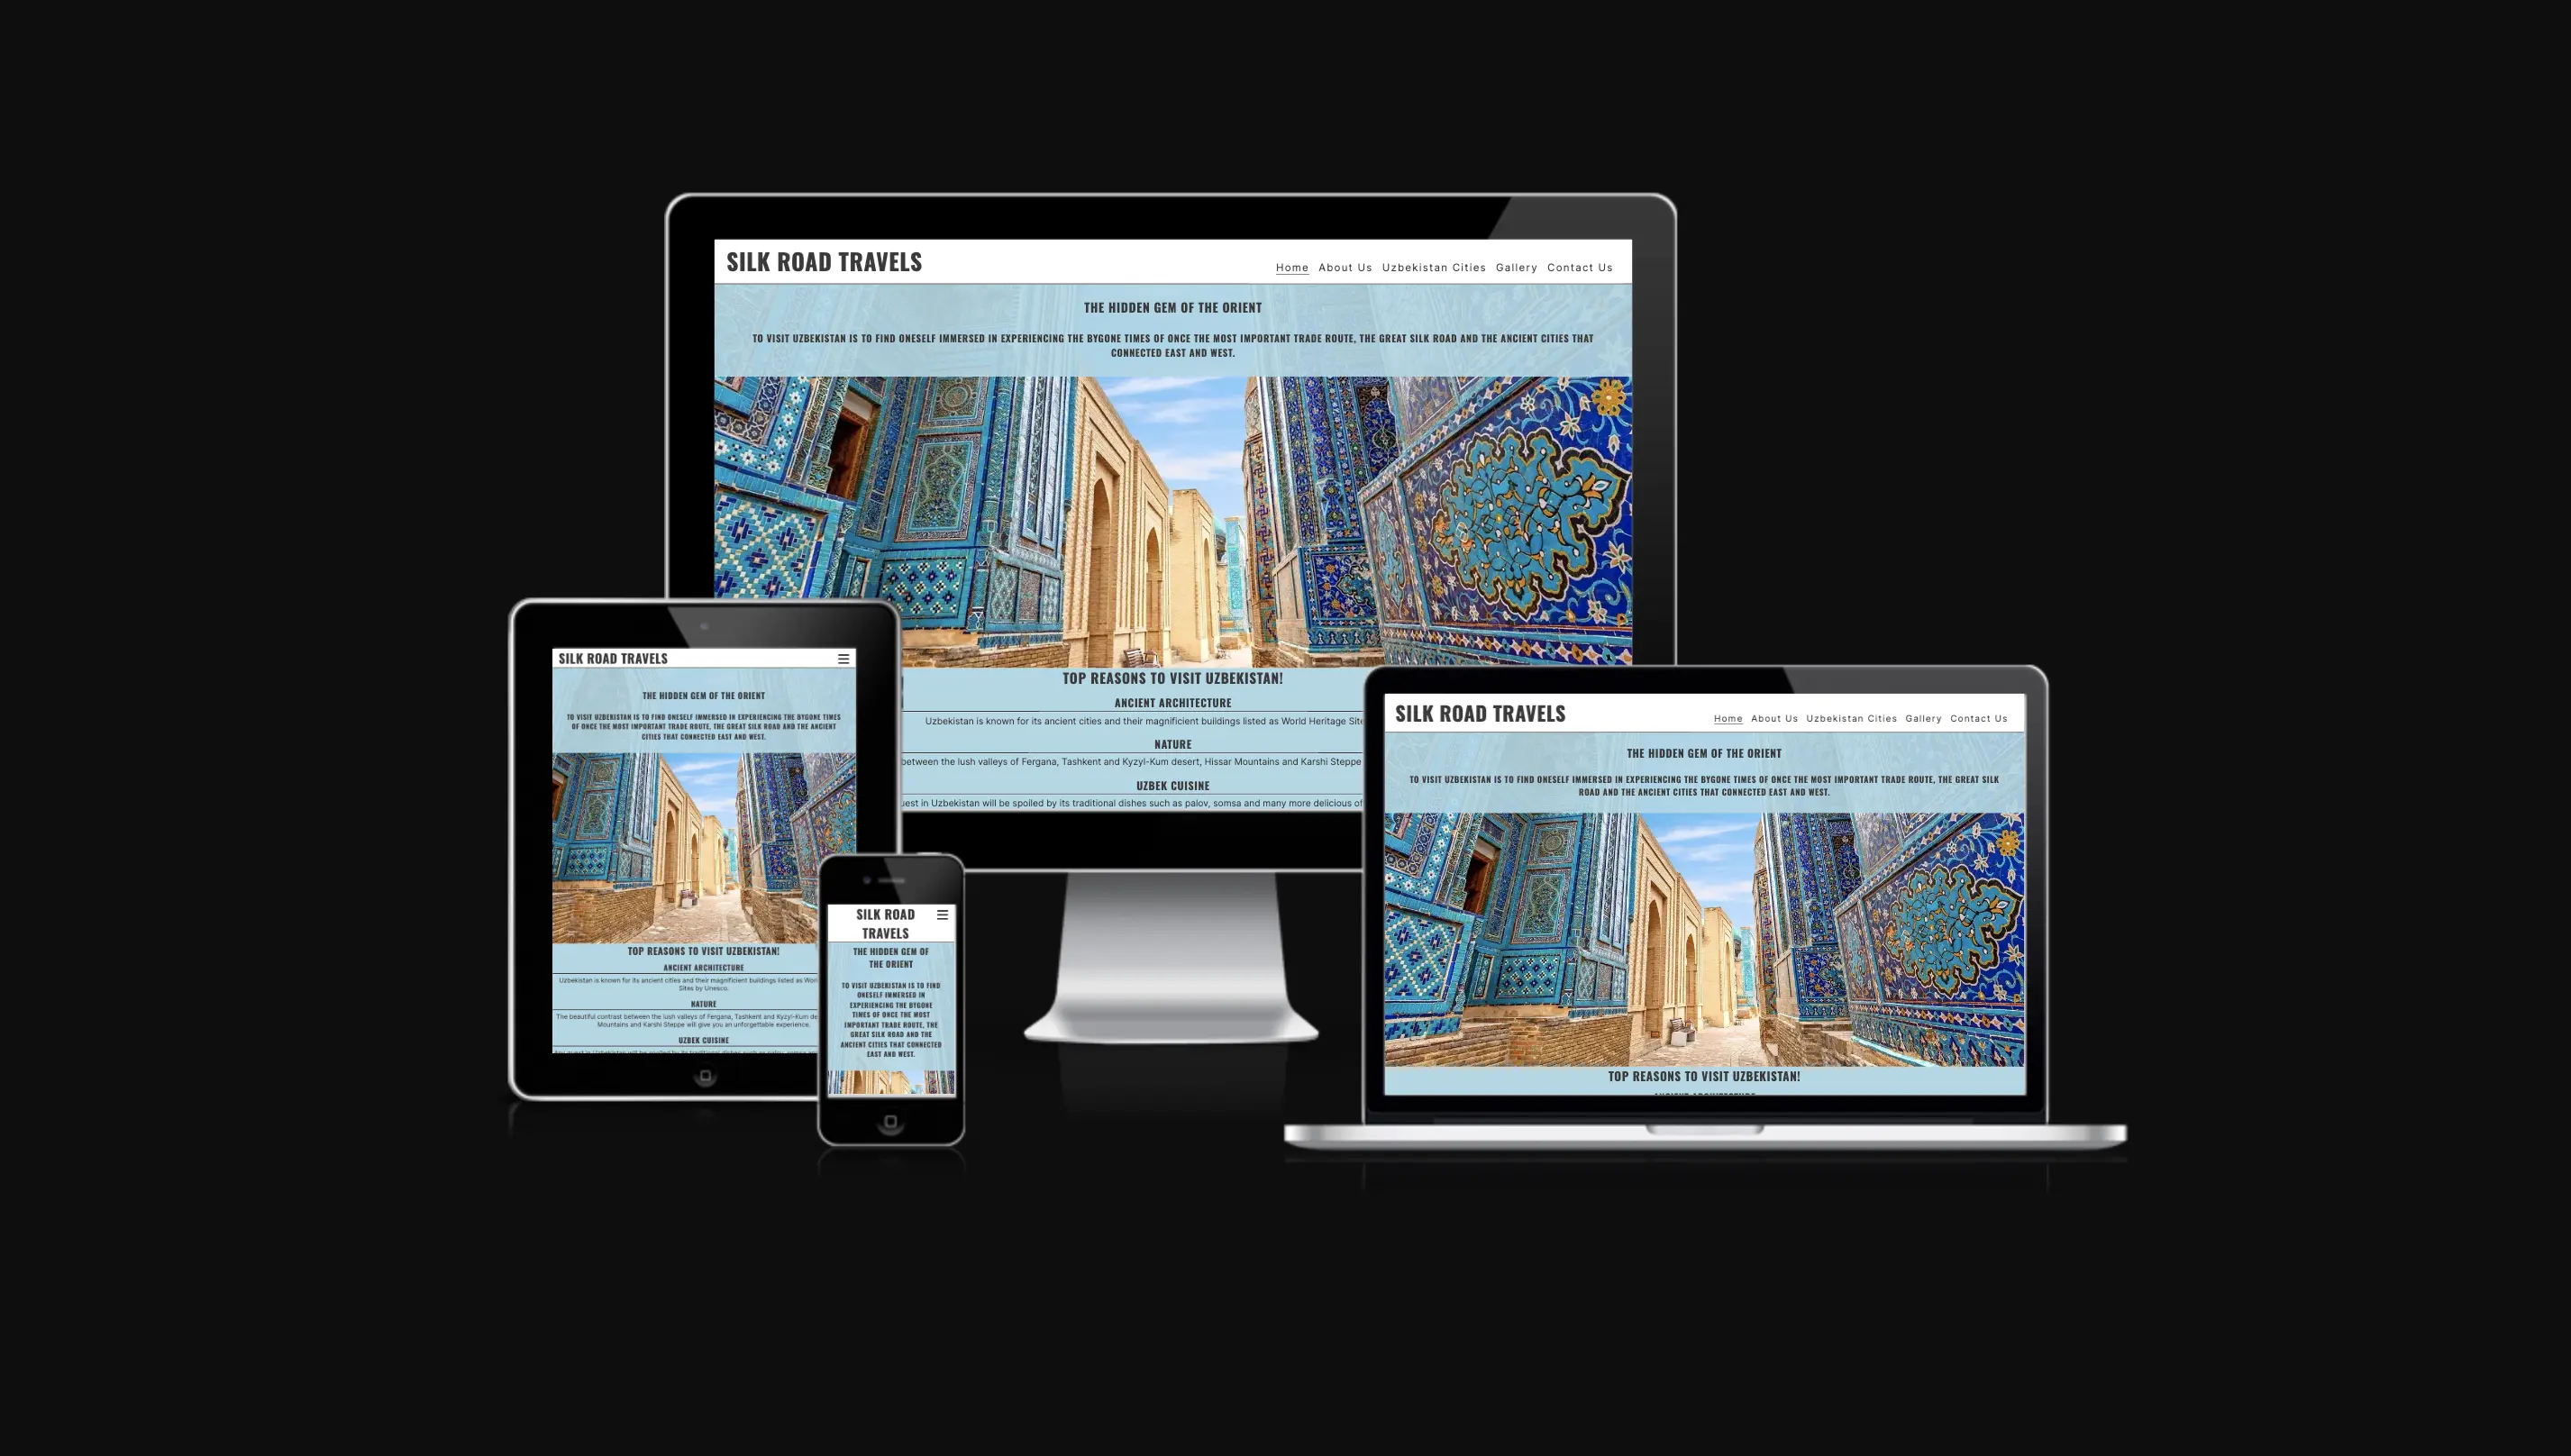 SILK ROAD TRAVELS
Home About Us Uzbekistan Cities Gallery Contact Us
THE HIDDEN GEM OF THE ORIENT
TO VISIT UZBEKISTAN IS TO FIND ONESELF IMMERSED IN EXPERIENCING THE BYGONE TIMES OF ONCE THE MOST IMPORTANT TRADE ROUTE, THE GREAT SILK ROAD AND THE ANCIENT CITIES THAT
CONNECTED EAST AND WEST.
TOP REASONS TO VISIT UZBEKISTAN!
ANCIENT ARCHITECTURE
Uzbekistan is known for its ancient cities and their magnificient buildings listed as World Heritage
NATURE
between the lush valleys of Fergana, Tashkent and Kyzyl-Kum desert, Hissar Mountains and Karshi Steppe
UZBEK CUISINE
in Uzbekistan will be spoiled by its traditional dishes such as palov, somsa and many more delicious
SILK ROAD TRAVELS
THE HIDDEN GEM OF THE ORIENT
TO VISIT UZBEKISTAN IS TO FIND ONESELF IMMERSED IN EXPERIENCING THE BYGONE TIMES
OF ONCE THE MOST IMPORTANT TRADE ROUTE, THE GREAT SILK ROAD AND THE ANCIENT
CITIES THAT CONNECTED EAST AND WEST.
TOP REASONS TO VISIT UZBEKISTAN!
ANCIENT ARCHITECTURE
Uzbekistan is known for its ancient cities and their magnificient buildings listed as
Sites by Unesco.
NATURE
The beautiful contrast between the lush valleys of Fergana, Tashkent and Kyzyl-Kum
Mountains and Karshi Steppe will give you an unforgettable experience.
UZBEK CUISINE
SILK ROAD
TRAVELS
THE HIDDEN GEM OF
THE ORIENT
TO VISIT UZBEKISTAN IS TO FIND
ONESELF IMMERSED IN
EXPERIENCING THE BYGONE
TIMES OF ONCE THE MOST
IMPORTANT TRADE ROUTE, THE
GREAT SILK ROAD AND THE
ANCIENT CITIES THAT CONNECTED
EAST AND WEST.
SILK ROAD TRAVELS
Home About Us Uzbekistan Cities Gallery Contact Us
THE HIDDEN GEM OF THE ORIENT
TO VISIT UZBEKISTAN IS TO FIND ONESELF IMMERSED IN EXPERIENCING THE BYGONE TIMES OF ONCE THE MOST IMPORTANT TRADE ROUTE, THE GREAT SILK
ROAD AND THE ANCIENT CITIES THAT CONNECTED EAST AND WEST.
TOP REASONS TO VISIT UZBEKISTAN!